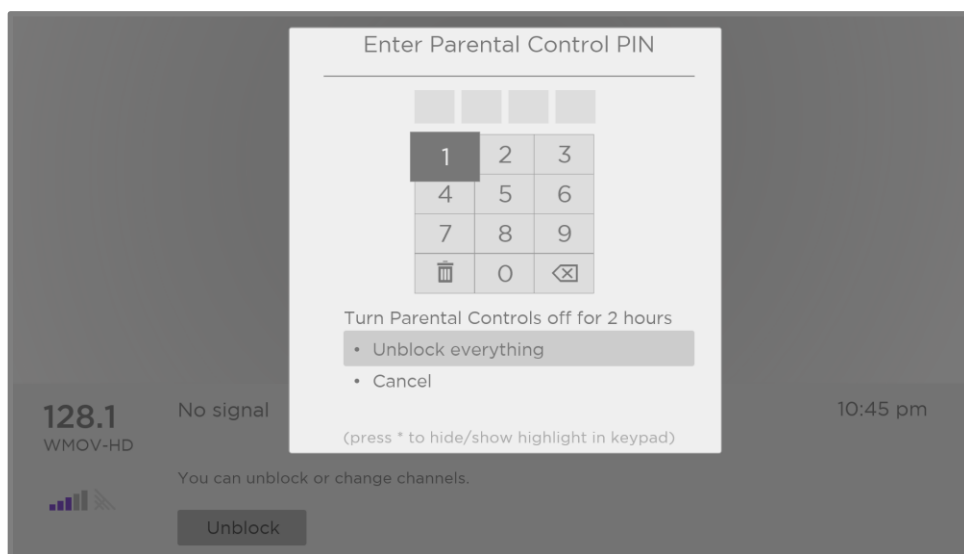 Enter Parental Control PIN
1 2 3
4 5 6
7 8 9
0
Turn Parental Controls off for 2 hours
• Unblock everything
• Cancel
(press * to hide/show highlight in keypad)
128.1
WMOV-HD
No signal
10:45 pm
You can unblock or change channels.
Unblock